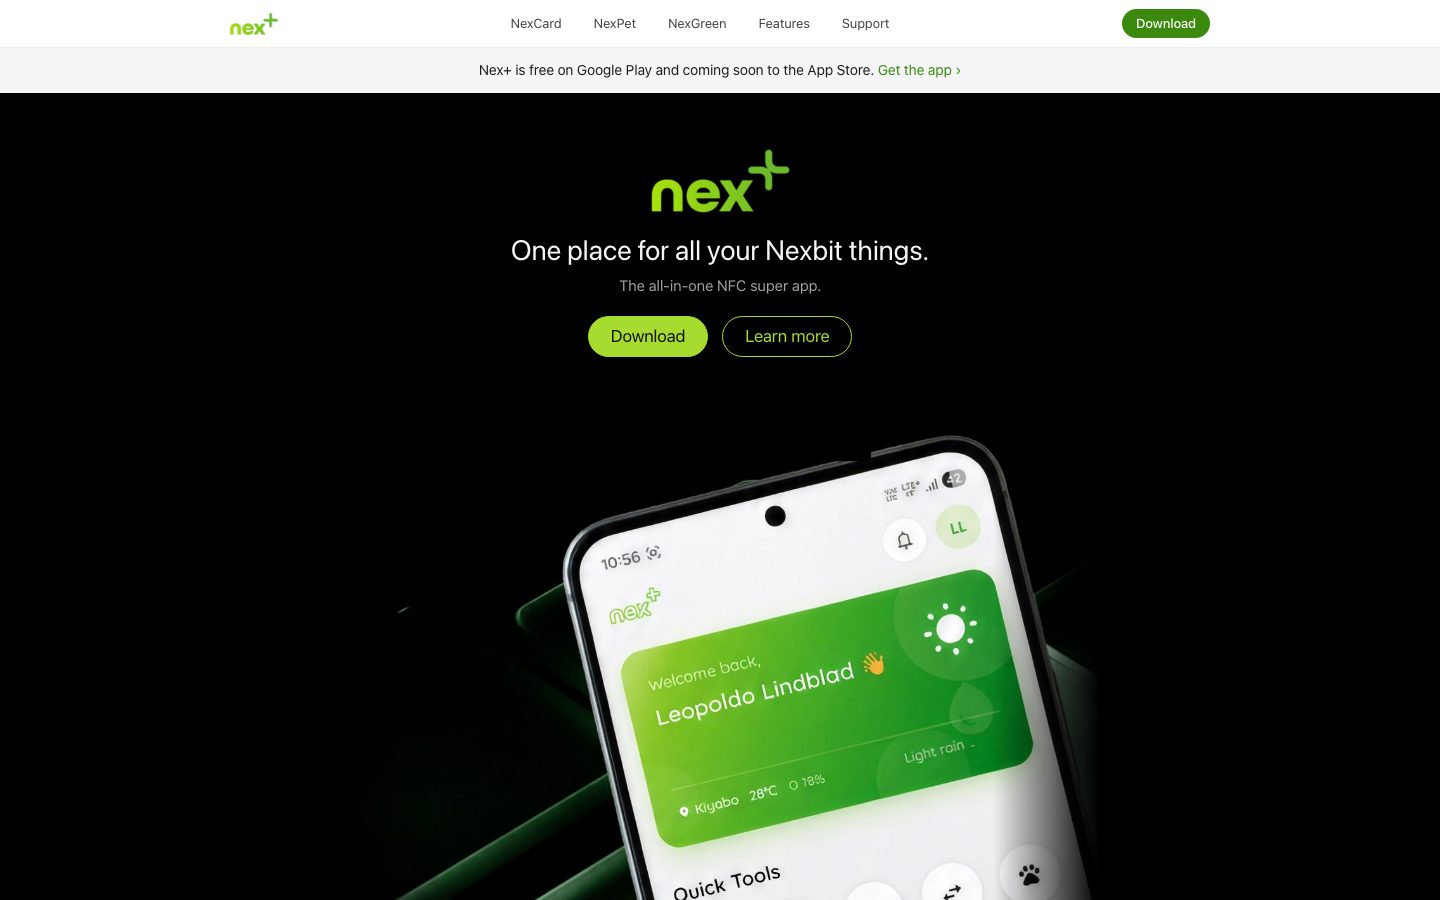 nex+
NexCard
NexPet
NexGreen
Features
Support
Download
Nex+ is free on Google Play and coming soon to the App Store. Get the app ›
nex+
One place for all your Nexbit things.
The all-in-one NFC super app.
Download
Learn more
10:56
LL
nex+
Welcome back,
Leopoldo Lindblad 👋
Kiyabo 28°C 18%
Light rain
Quick Tools